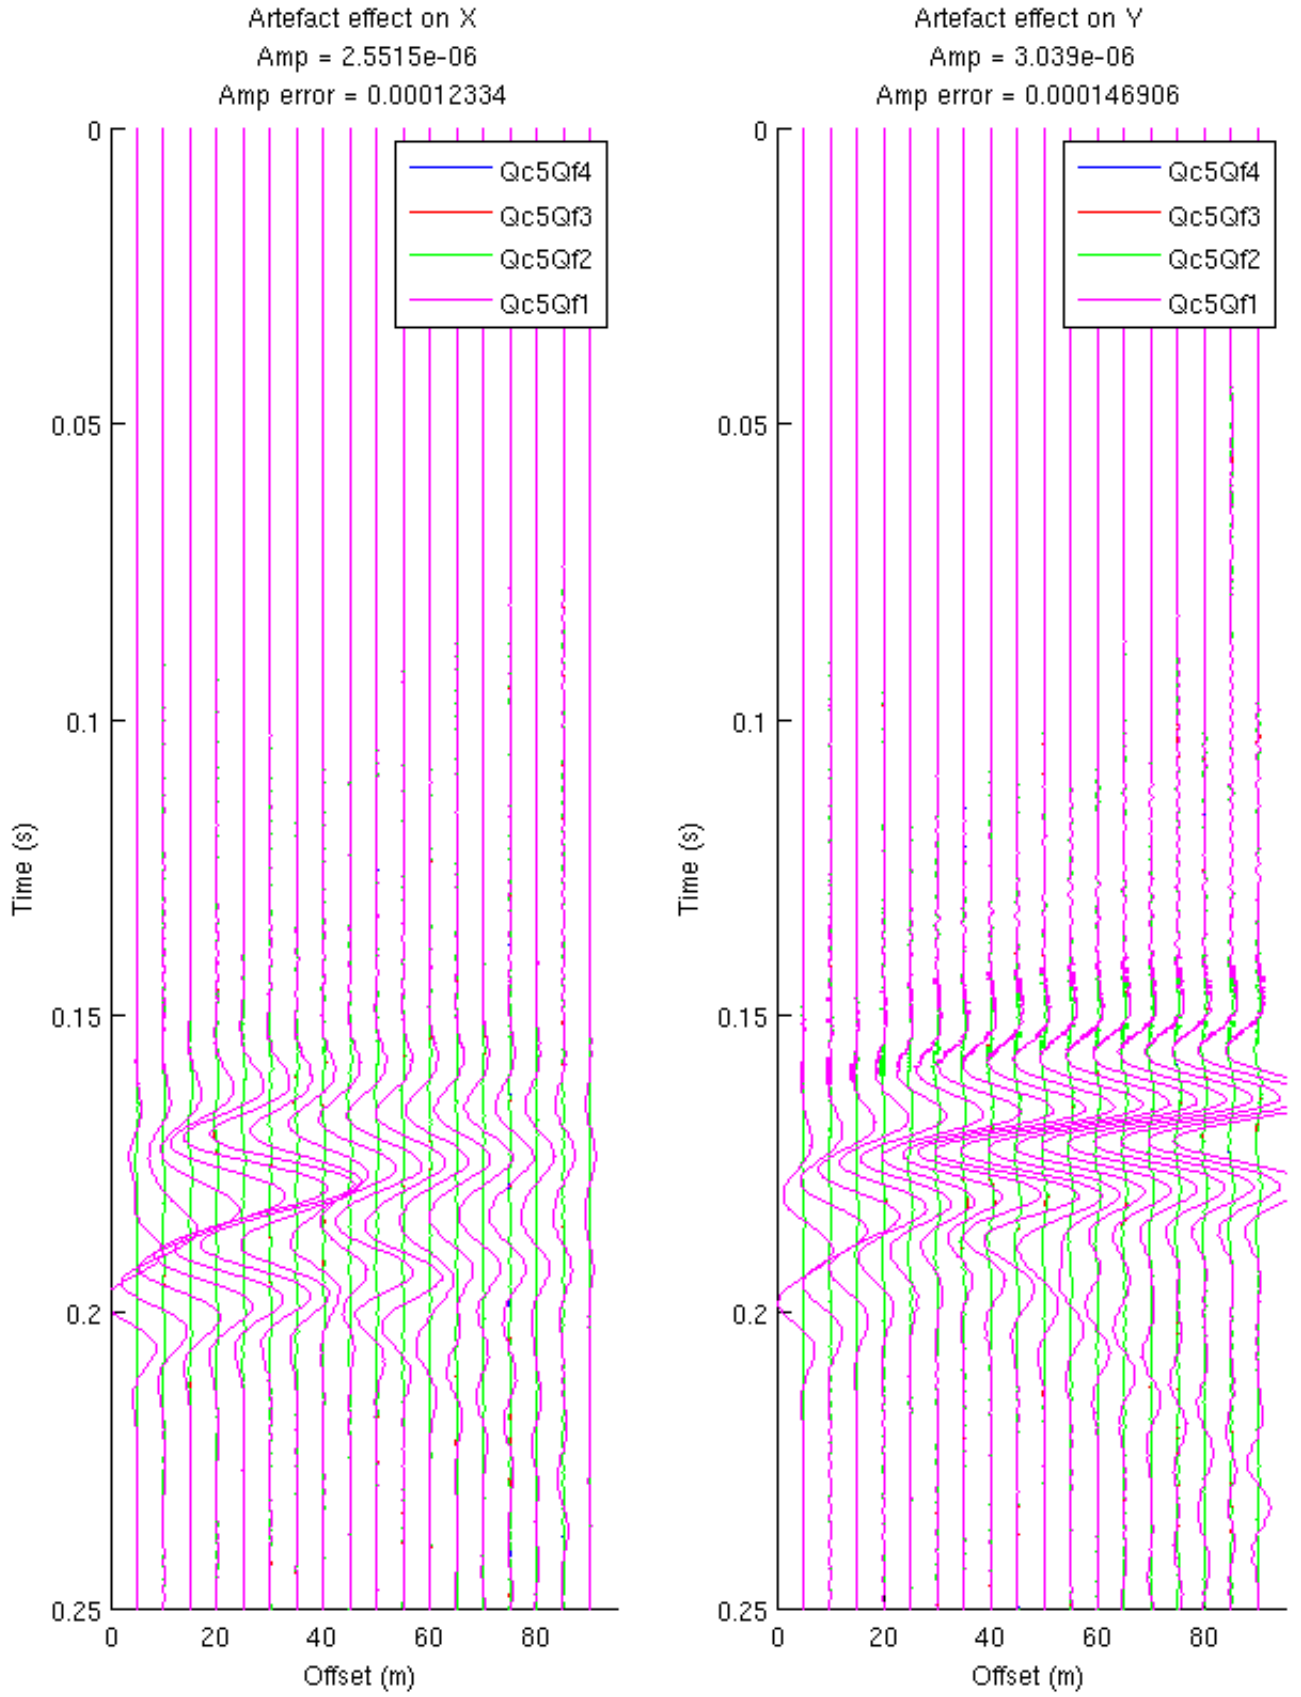 Artefact effect on X
Amp = 2.5515e-06
Amp error = 0.00012334
0
0.05
0.1
0.15
0.2
0.25
Time (s)
0 20 40 60 80
Offset (m)
Qc5Qf4
Qc5Qf3
Qc5Qf2
Qc5Qf1
Artefact effect on Y
Amp = 3.039e-06
Amp error = 0.000146906
0
0.05
0.1
0.15
0.2
0.25
Time (s)
0 20 40 60 80
Offset (m)
Qc5Qf4
Qc5Qf3
Qc5Qf2
Qc5Qf1